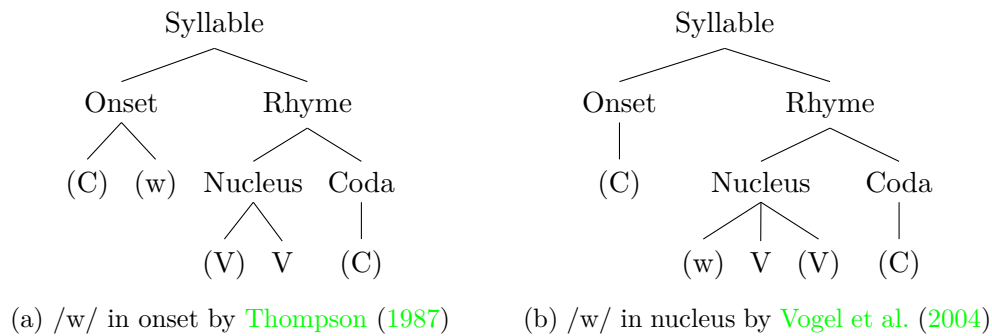 Syllable
Onset Rhyme
(C) (w) Nucleus Coda
(V) V (C)
(a) /w/ in onset by Thompson (1987)
Syllable
Onset Rhyme
(C) Nucleus Coda
(w) V (V) (C)
(b) /w/ in nucleus by Vogel et al. (2004)